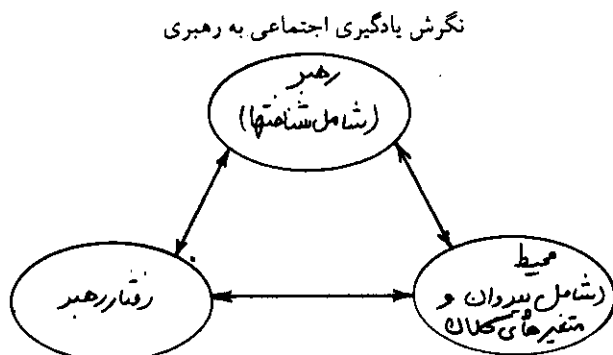 نگرش یادگیری اجتماعی به رهبری
رهبر
(شامل شناختها)
رفتار رهبر
محیط
(شامل پیروان و
متغیرهای کلان